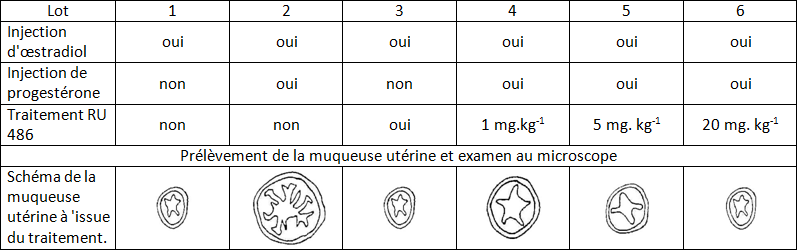 Lot 1 2 3 4 5 6
Injection
d'œstradiol oui oui oui oui oui oui
Injection de
progestérone non oui non oui oui oui
Traitement RU
486 non non oui 1 mg.kg-1 5 mg. kg-1 20 mg. kg-1
Prélèvement de la muqueuse utérine et examen au microscope
Schéma de la
muqueuse
utérine à 'issue
du traitement.